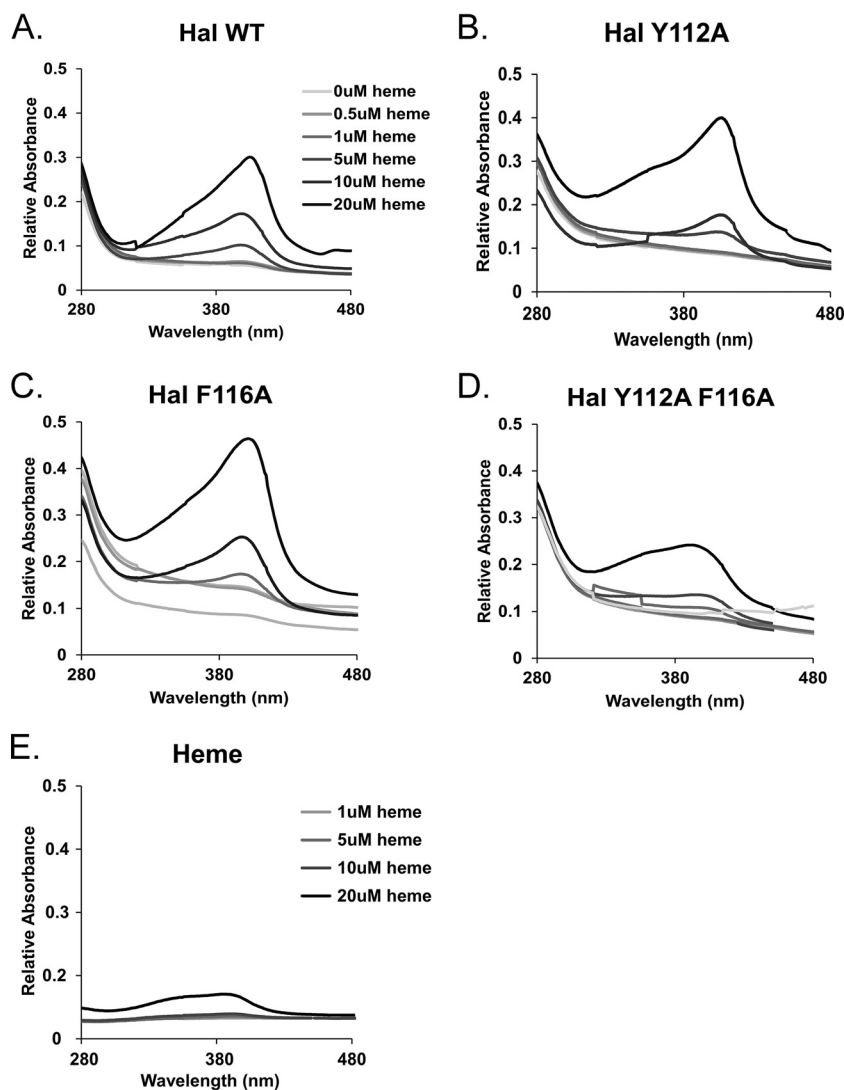 A.
Hal WT
0.5
0.4
0.3
0.2
0.1
0
Relative Absorbance
280
380
480
Wavelength (nm)
0uM heme
0.5uM heme
1uM heme
5uM heme
10uM heme
20uM heme
B.
Hal Y112A
0.5
0.4
0.3
0.2
0.1
0
Relative Absorbance
280
380
480
Wavelength (nm)
C.
Hal F116A
0.5
0.4
0.3
0.2
0.1
0
Relative Absorbance
280
380
480
Wavelength (nm)
D.
Hal Y112A F116A
0.5
0.4
0.3
0.2
0.1
0
Relative Absorbance
280
380
480
Wavelength (nm)
E.
Heme
0.5
0.3
0.2
0
Relative Absorbance
280
380
480
Wavelength (nm)
1uM heme
5uM heme
10uM heme
20uM heme